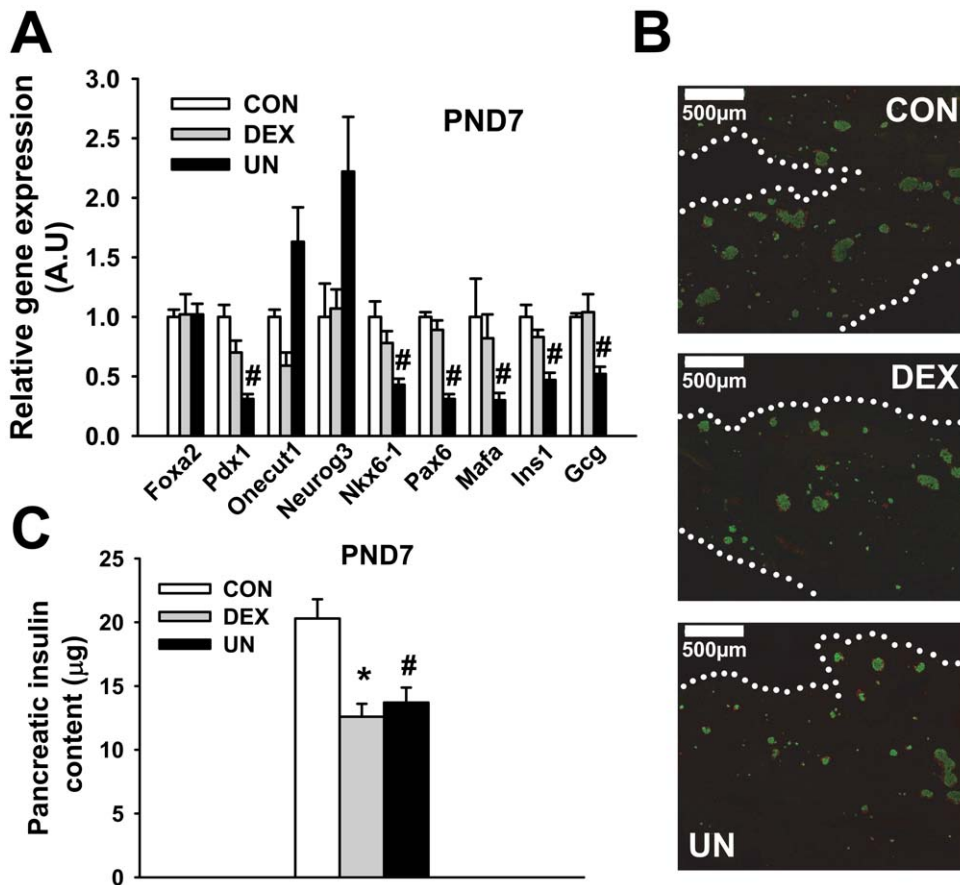 A
Relative gene expression
(A.U)
3.0
2.5
2.0
1.5
1.0
0.5
0.0
CON
DEX
UN
PND7
#
#
#
#
#
#
Foxa2
Pdx1
Onecut1
Neurog3
Nkx6-1
Pax6
Mafa
Ins1
Gcg
B
500µm
CON
500µm
DEX
500µm
UN
C
Pancreatic insulin
content (µg)
25
20
15
10
5
0
PND7
CON
DEX
UN
*
#